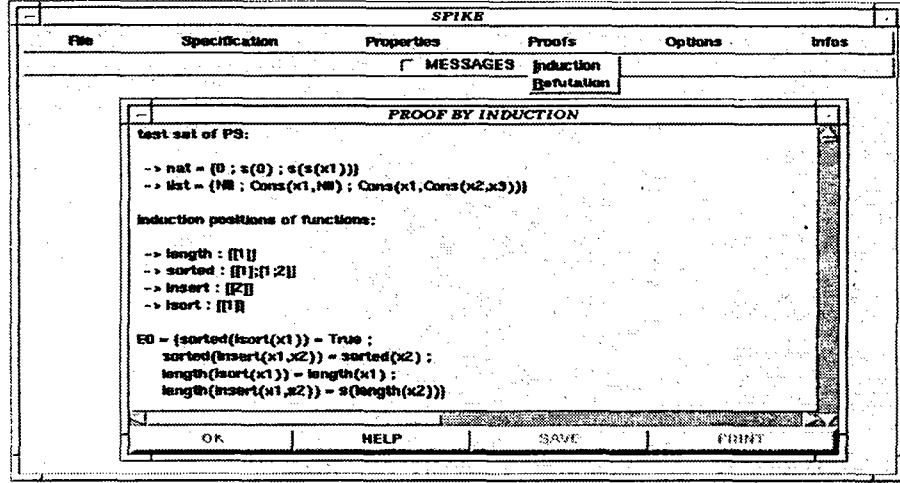 SPIKE
File Specification Properties Proofs Options Infos
MESSAGES
Induction
Refutation
PROOF BY INDUCTION
test set of PS:
-> nat = {0 ; s(0) ; s(s(x1))}
-> list = {Nil ; Cons(x1,Nil) ; Cons(x1,Cons(x2,x3))}
induction positions of functions:
-> length : [[1]]
-> sorted : [[1];[1;2]]
-> insert : [[2]]
-> isort : [[1]]
E0 = {sorted(isort(x1)) = True ;
sorted(insert(x1,x2)) = sorted(x2) ;
length(isort(x1)) = length(x1) ;
length(insert(x1,x2)) = s(length(x2))}
OK HELP SAVE PRINT